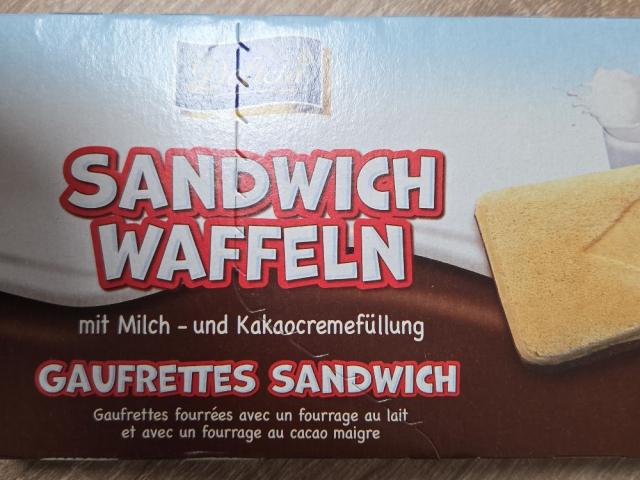 SANDWICH
WAFFELN
mit Milch - und Kakaocremefüllung
GAUFRETTES SANDWICH
Gaufrettes fourrées avec un fourrage au lait
et avec un fourrage au cacao maigre